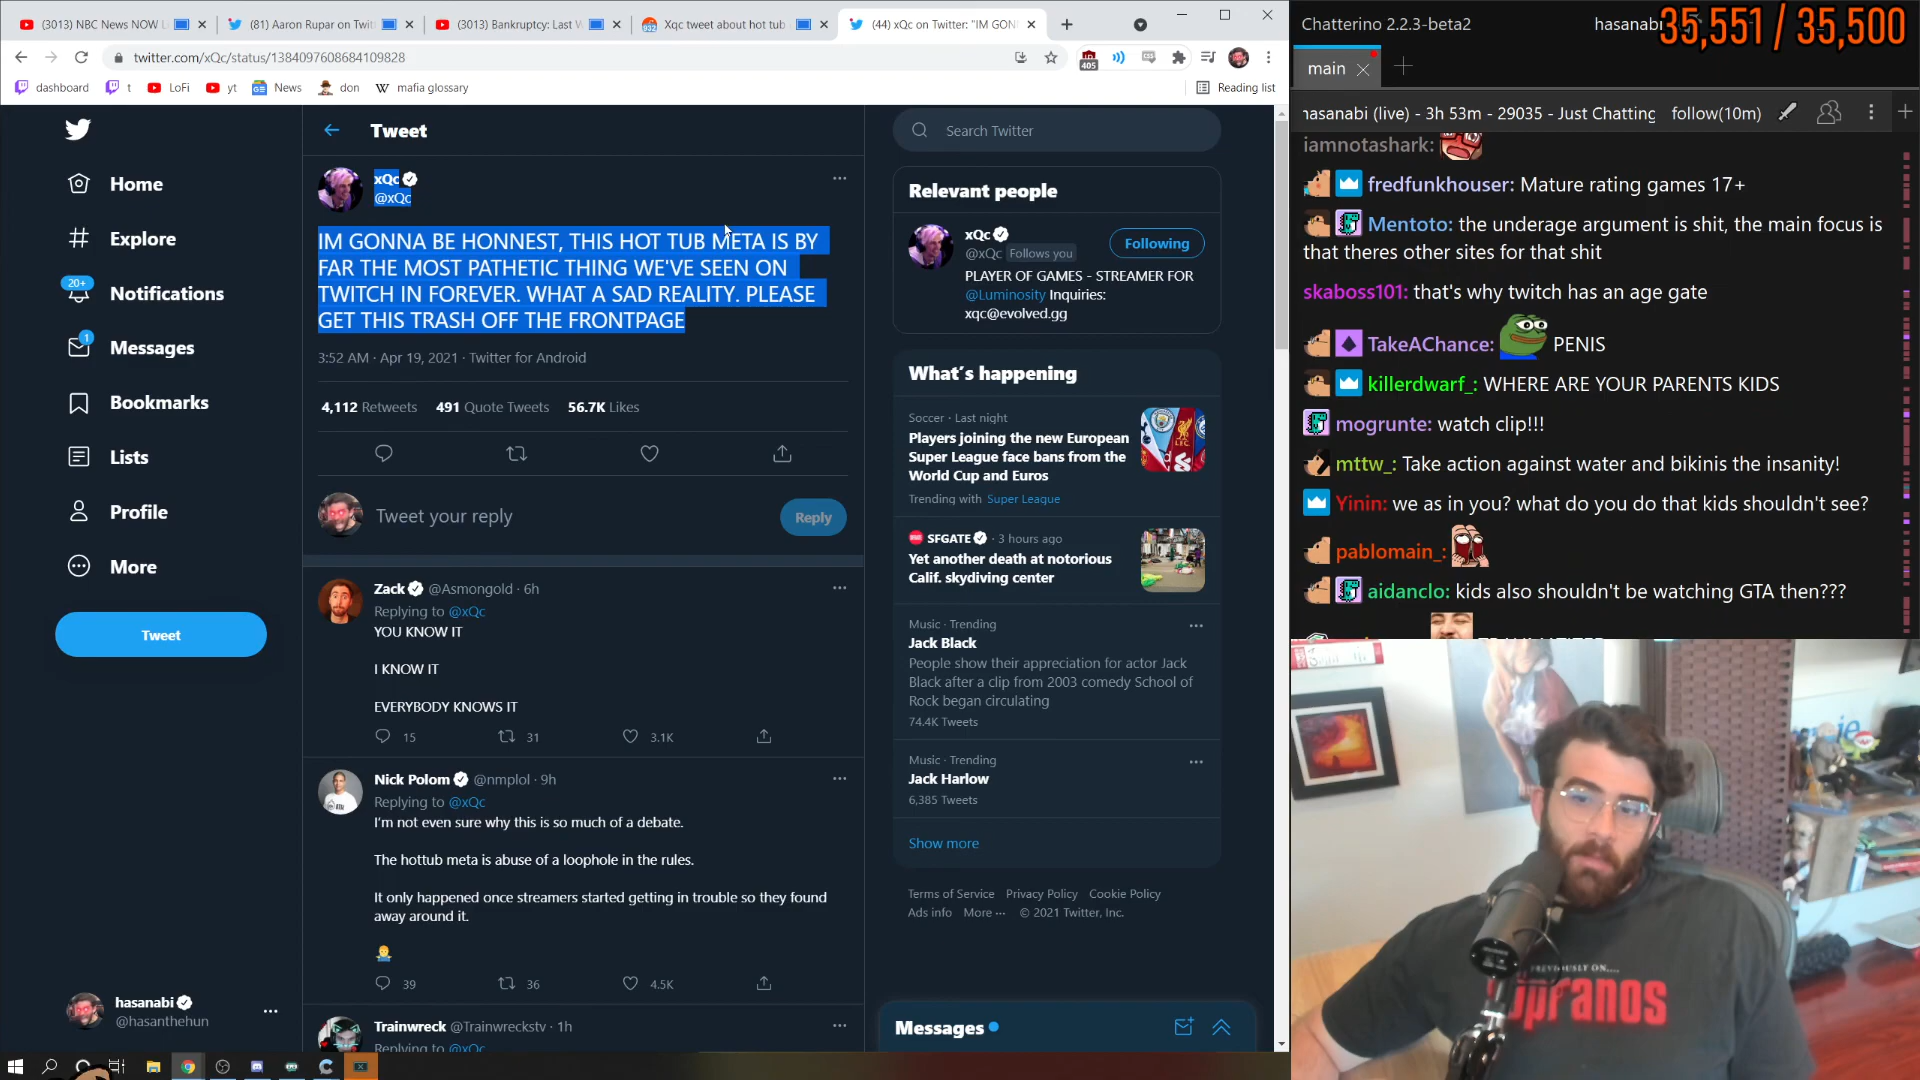 (3013) NBC News NOW L
(81) Aaron Rupar on Twit
(3013) Bankruptcy: Last W
Xqc tweet about hot tub
(44) xQc on Twitter: "IM GON
twitter.com/xQc/status/1384097608684109828
405
dashboard
t
LoFi
yt
News
don
mafia glossary
Reading list
Home
Explore
20+
Notifications
1
Messages
Bookmarks
Lists
Profile
More
Tweet
hasanabi
@hasanthehun
Tweet
xQc
@xQc
IM GONNA BE HONNEST, THIS HOT TUB META IS BY
FAR THE MOST PATHETIC THING WE'VE SEEN ON
TWITCH IN FOREVER. WHAT A SAD REALITY. PLEASE
GET THIS TRASH OFF THE FRONTPAGE
3:52 AM · Apr 19, 2021 · Twitter for Android
4,112 Retweets 491 Quote Tweets 56.7K Likes
Tweet your reply
Reply
Zack @Asmongold · 6h
Replying to @xQc
YOU KNOW IT
I KNOW IT
EVERYBODY KNOWS IT
15 31 3.1K
Nick Polom @nmplol · 9h
Replying to @xQc
I'm not even sure why this is so much of a debate.
The hottub meta is abuse of a loophole in the rules.
It only happened once streamers started getting in trouble so they found
away around it.
39 36 4.5K
Trainwreck @Trainwreckstv · 1h
Replying to @xQc
Search Twitter
Relevant people
xQc
@xQc Follows you
Following
PLAYER OF GAMES - STREAMER FOR
@Luminosity Inquiries:
xqc@evolved.gg
What's happening
Soccer · Last night
Players joining the new European
Super League face bans from the
World Cup and Euros
Trending with Super League
SFGATE · 3 hours ago
Yet another death at notorious
Calif. skydiving center
Music · Trending
Jack Black
People show their appreciation for actor Jack
Black after a clip from 2003 comedy School of
Rock began circulating
74.4K Tweets
Music · Trending
Jack Harlow
6,385 Tweets
Show more
Terms of Service Privacy Policy Cookie Policy
Ads info More ··· © 2021 Twitter, Inc.
Messages
Chatterino 2.2.3-beta2
hasanabi
35,551 / 35,500
main
hasanabi (live) - 3h 53m - 29035 - Just Chatting
follow(10m)
iamnotashark:
fredfunkhouser: Mature rating games 17+
Mentoto: the underage argument is shit, the main focus is
that theres other sites for that shit
skaboss101: that's why twitch has an age gate
TakeAChance: PENIS
killerdwarf_: WHERE ARE YOUR PARENTS KIDS
mogrunte: watch clip!!!
mttw_: Take action against water and bikinis the insanity!
Yinin: we as in you? what do you do that kids shouldn't see?
pablomain_:
aidanclo: kids also shouldn't be watching GTA then???
PREVIOUSLY ON....
Sopranos